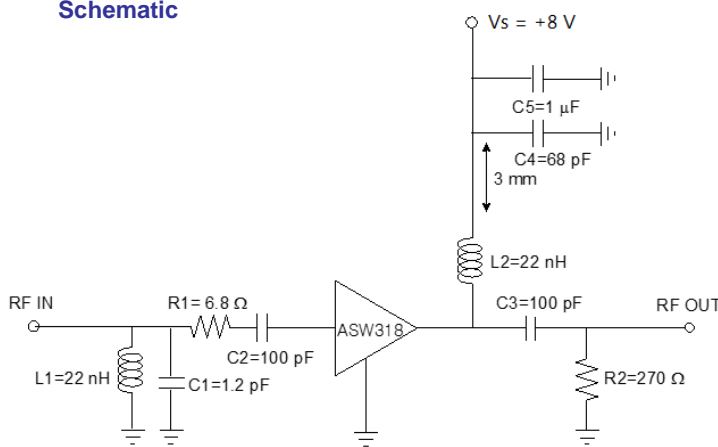 Schematic
Vs = +8 V
C5=1 μF
C4=68 pF
3 mm
L2=22 nH
RF IN
R1= 6.8 Ω
C3=100 pF
RF OUT
ASW318
C2=100 pF
L1=22 nH
C1=1.2 pF
R2=270 Ω